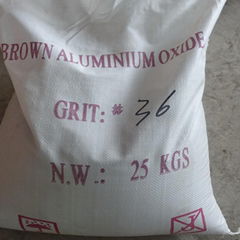 BROWN ALUMINIUM OXIDE
GRIT: # 36
N.W.: 25 KGS